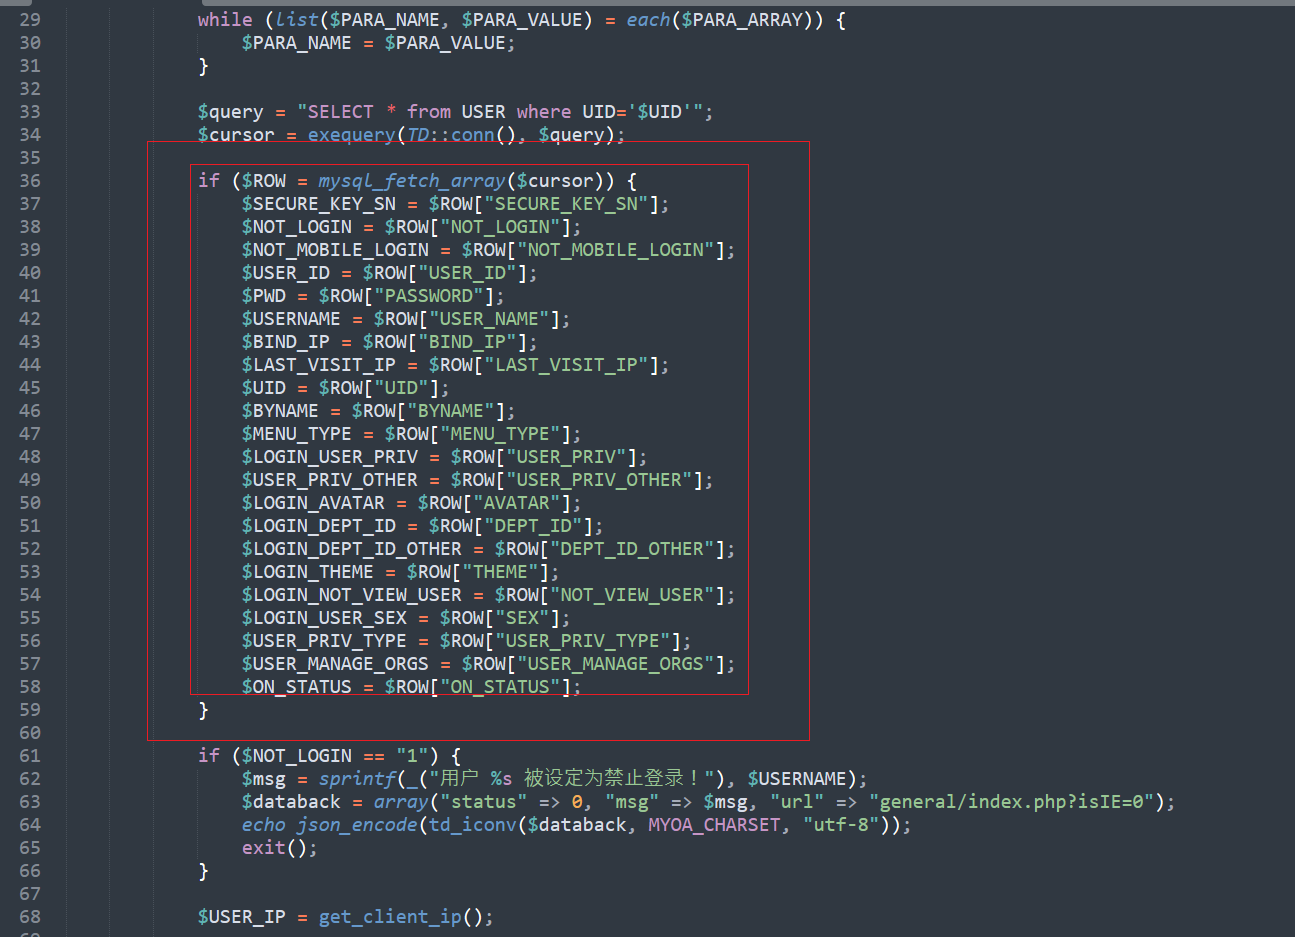 29 while (list($PARA_NAME, $PARA_VALUE) = each($PARA_ARRAY)) {
30 $PARA_NAME = $PARA_VALUE;
31 }
32
33 $query = "SELECT * from USER where UID='$UID'";
34 $cursor = exequery(TD::conn(), $query);
35
36 if ($ROW = mysql_fetch_array($cursor)) {
37 $SECURE_KEY_SN = $ROW["SECURE_KEY_SN"];
38 $NOT_LOGIN = $ROW["NOT_LOGIN"];
39 $NOT_MOBILE_LOGIN = $ROW["NOT_MOBILE_LOGIN"];
40 $USER_ID = $ROW["USER_ID"];
41 $PWD = $ROW["PASSWORD"];
42 $USERNAME = $ROW["USER_NAME"];
43 $BIND_IP = $ROW["BIND_IP"];
44 $LAST_VISIT_IP = $ROW["LAST_VISIT_IP"];
45 $UID = $ROW["UID"];
46 $BYNAME = $ROW["BYNAME"];
47 $MENU_TYPE = $ROW["MENU_TYPE"];
48 $LOGIN_USER_PRIV = $ROW["USER_PRIV"];
49 $USER_PRIV_OTHER = $ROW["USER_PRIV_OTHER"];
50 $LOGIN_AVATAR = $ROW["AVATAR"];
51 $LOGIN_DEPT_ID = $ROW["DEPT_ID"];
52 $LOGIN_DEPT_ID_OTHER = $ROW["DEPT_ID_OTHER"];
53 $LOGIN_THEME = $ROW["THEME"];
54 $LOGIN_NOT_VIEW_USER = $ROW["NOT_VIEW_USER"];
55 $LOGIN_USER_SEX = $ROW["SEX"];
56 $USER_PRIV_TYPE = $ROW["USER_PRIV_TYPE"];
57 $USER_MANAGE_ORGS = $ROW["USER_MANAGE_ORGS"];
58 $ON_STATUS = $ROW["ON_STATUS"];
59 }
60
61 if ($NOT_LOGIN == "1") {
62 $msg = sprintf(_("用户 %s 被设定为禁止登录！"), $USERNAME);
63 $databack = array("status" => 0, "msg" => $msg, "url" => "general/index.php?isIE=0");
64 echo json_encode(td_iconv($databack, MYOA_CHARSET, "utf-8"));
65 exit();
66 }
67
68 $USER_IP = get_client_ip();